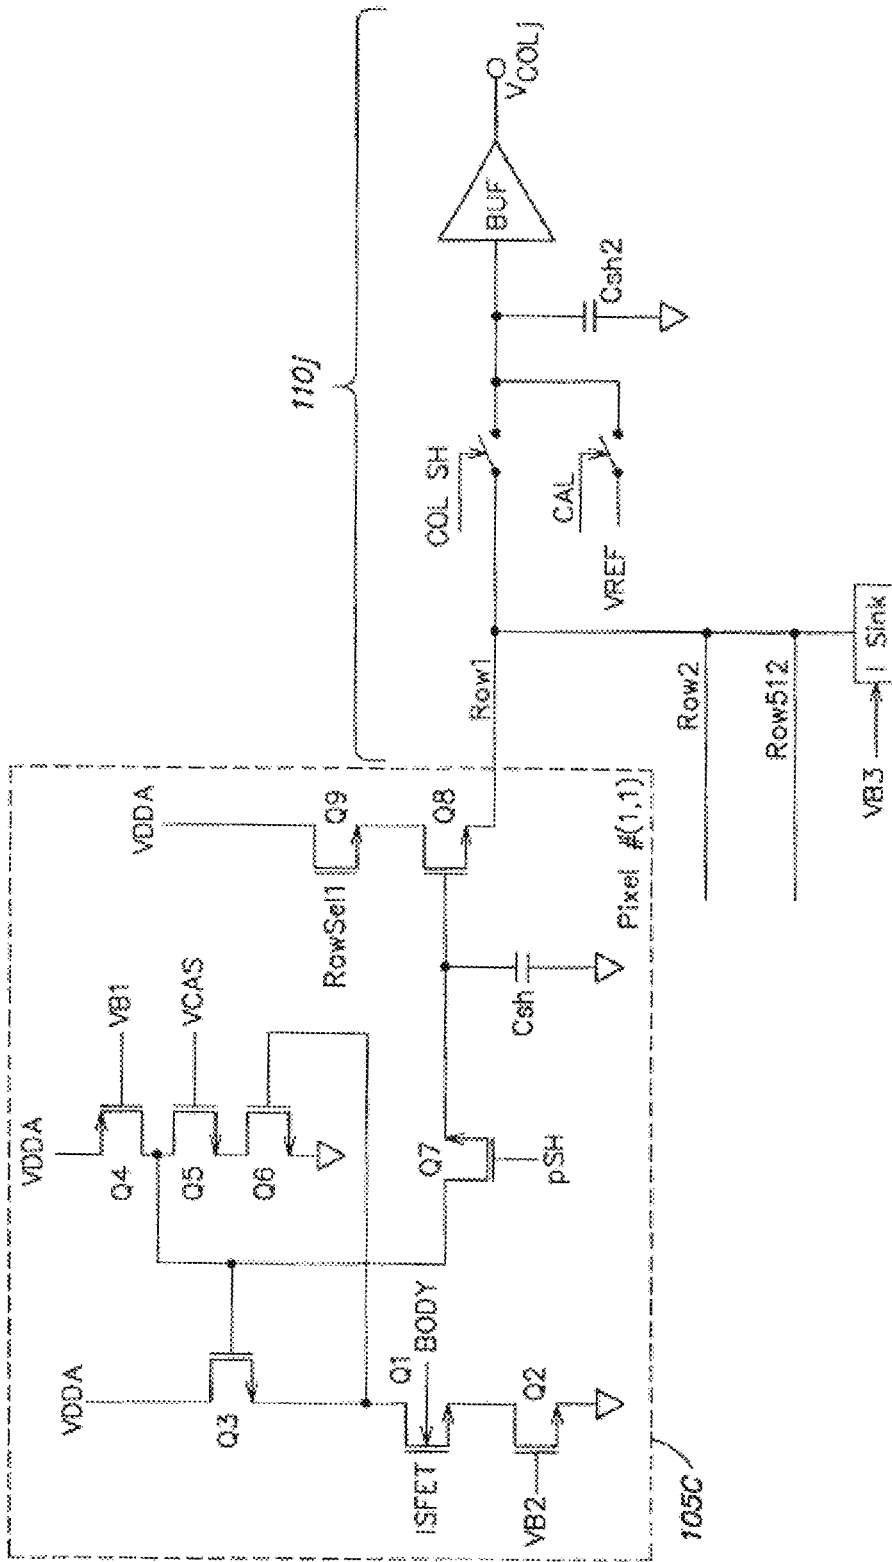 110j
VCOLj
BUF
Csh2
COL SH
CAL
VREF
Row1
Row2
Row512
I Sink
VB3
VDDA
Q9
RowSel1
Q8
Pixel #(1,1)
Csh
VDDA
VB1
Q4
VCAS
Q5
Q6
Q7
pSH
VDDA
Q3
Q1
BODY
ISFET
Q2
VB2
105C